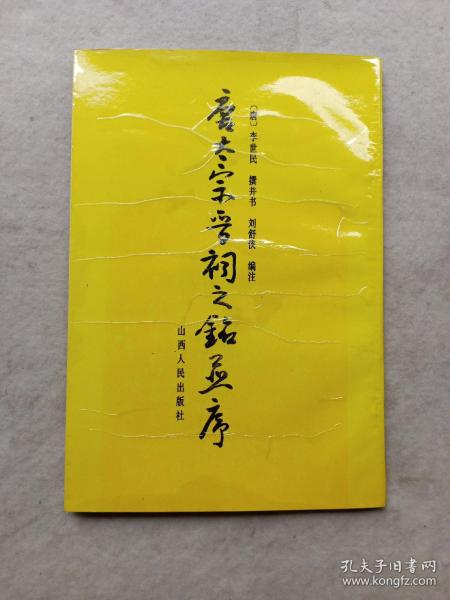 〔唐〕李世民 撰并书 刘舒侠 编注
唐太宗晋祠之铭并序
山西人民出版社
孔夫子旧书网
www.kongfz.com